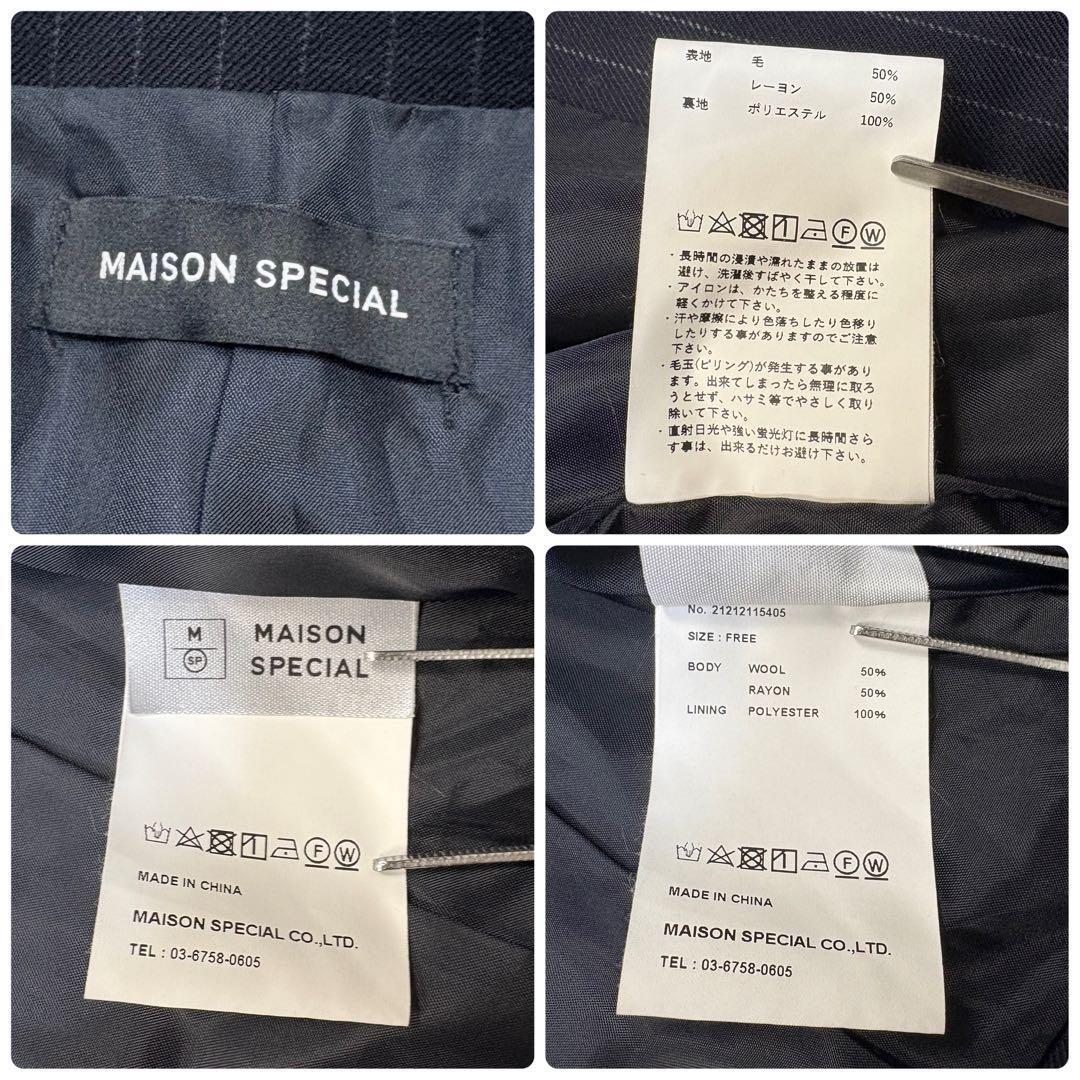 MAISON SPECIAL
表地 毛 50%
レーヨン 50%
裏地 ポリエステル 100%
F W
・長時間の浸漬や濡れたままの放置は
避け、洗濯後すばやく干して下さい。
・アイロンは、かたちを整える程度に
軽くかけて下さい。
・汗や摩擦により色落ちしたり色移り
したりする事がありますのでご注意
下さい。
・毛玉(ピリング)が発生する事があり
ます。出来てしまったら無理に取ろ
うとせず、ハサミ等でやさしく取り
除いて下さい。
・直射日光や強い蛍光灯に長時間さら
す事は、出来るだけお避け下さい。
M
SP
MAISON
SPECIAL
F W
MADE IN CHINA
MAISON SPECIAL CO.,LTD.
TEL : 03-6758-0605
No. 21212115405
SIZE : FREE
BODY WOOL 50%
RAYON 50%
LINING POLYESTER 100%
F W
MADE IN CHINA
MAISON SPECIAL CO.,LTD.
TEL : 03-6758-0605